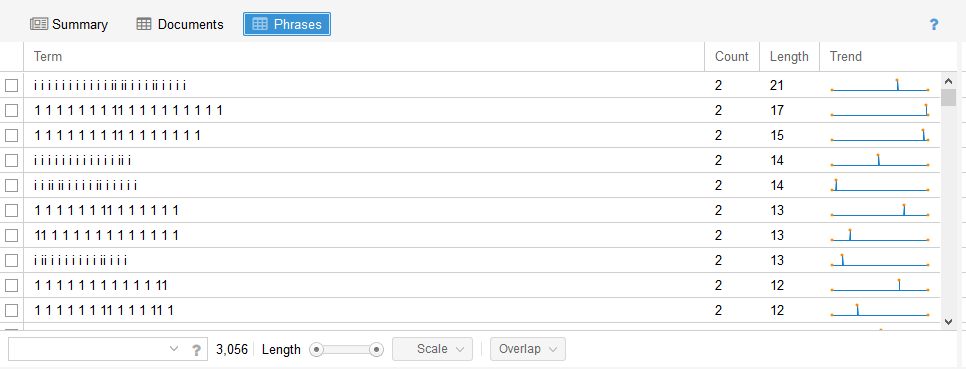 Summary Documents Phrases ?
Term Count Length Trend
i i i i i i i i i i i ii ii i i i ii i i i i 2 21
1 1 1 1 1 1 1 11 1 1 1 1 1 1 1 1 1 2 17
1 1 1 1 1 1 1 11 1 1 1 1 1 1 1 2 15
i i i i i i i i i i i i iii i 2 14
i i iii ii i i i i ii i i i i i 2 14
1 1 1 1 1 1 11 1 1 1 1 1 1 2 13
11 1 1 1 1 1 1 1 1 1 1 1 1 2 13
i iii i i i i i i i ii i i i 2 13
1 1 1 1 1 1 1 1 1 1 1 11 2 12
1 1 1 1 1 1 11 1 1 1 11 1 2 12
? 3,056 Length Scale Overlap